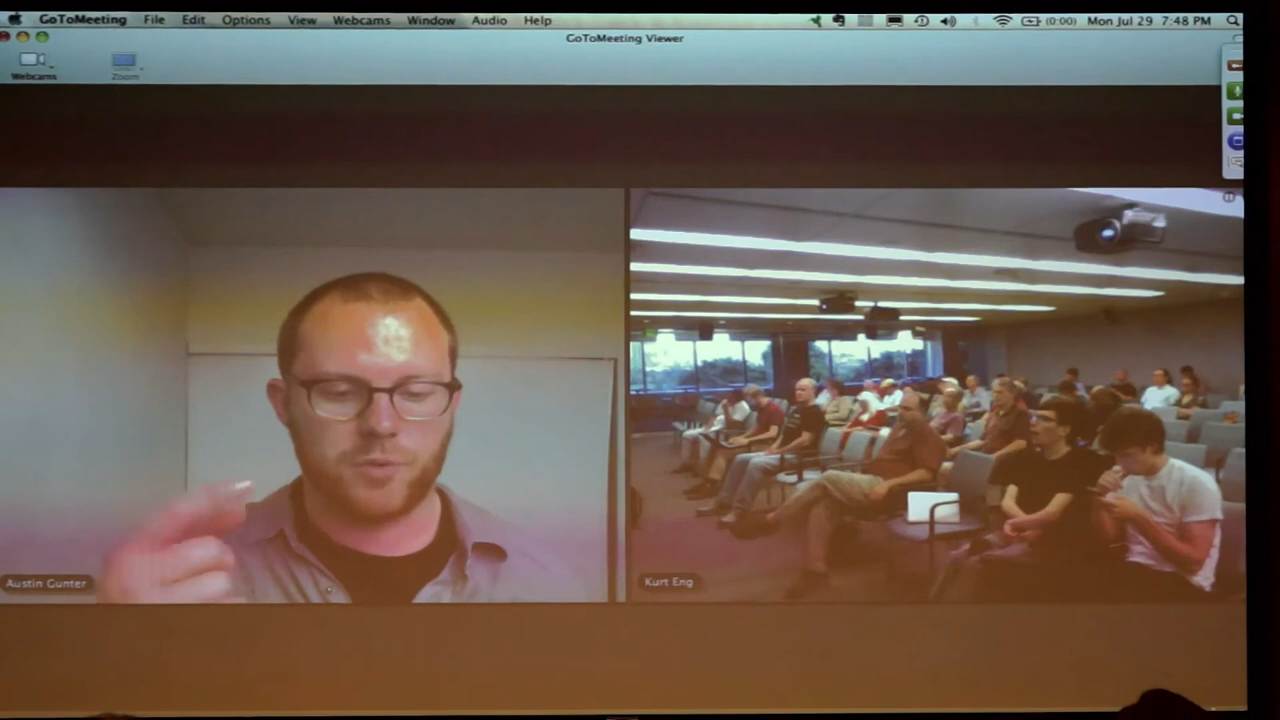 GoToMeeting File Edit Options View Webcams Window Audio Help (0:00) Mon Jul 29 7:48 PM
GoToMeeting Viewer
Webcams Zoom
Austin Gunter Kurt Eng